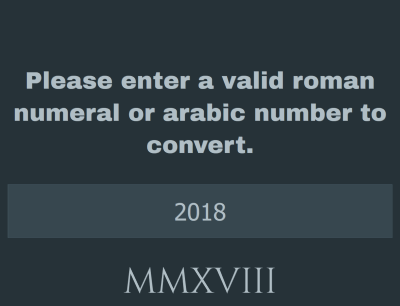 Please enter a valid roman
numeral or arabic number to
convert.
2018
MMXVIII